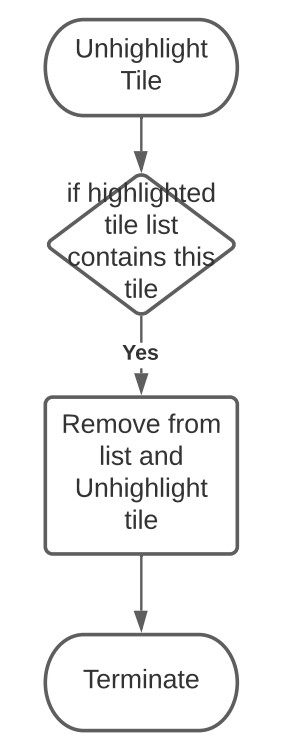 Unhighlight
Tile
if highlighted
tile list
contains this
tile
Yes
Remove from
list and
Unhighlight
tile
Terminate